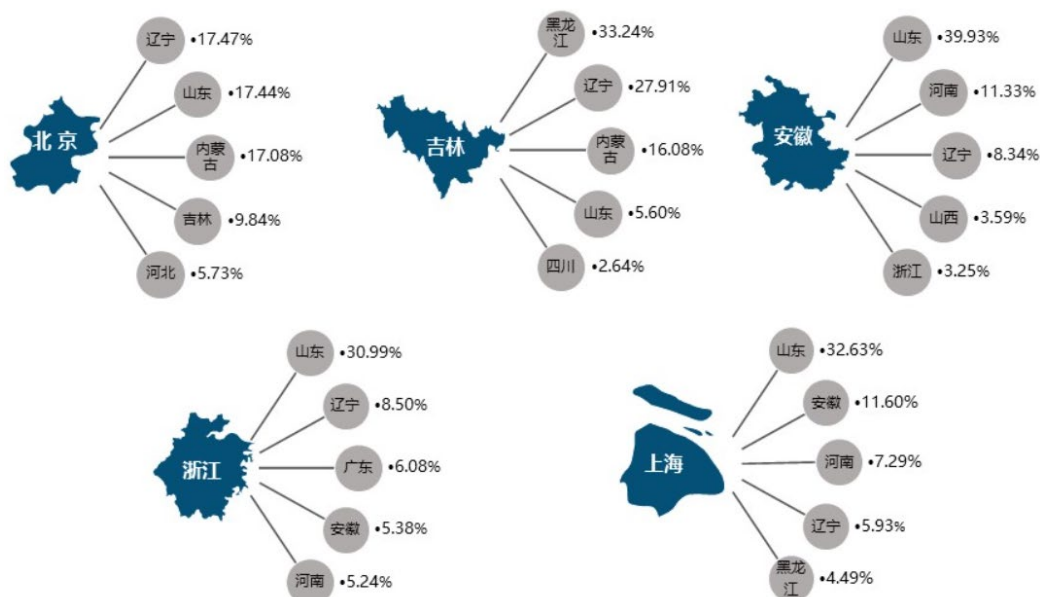 北京
辽宁 •17.47%
山东 •17.44%
内蒙
古 •17.08%
吉林 •9.84%
河北 •5.73%
吉林
黑龙
江 •33.24%
辽宁 •27.91%
内蒙
古 •16.08%
山东 •5.60%
四川 •2.64%
安徽
山东 •39.93%
河南 •11.33%
辽宁 •8.34%
山西 •3.59%
浙江 •3.25%
浙江
山东 •30.99%
辽宁 •8.50%
广东 •6.08%
安徽 •5.38%
河南 •5.24%
上海
山东 •32.63%
安徽 •11.60%
河南 •7.29%
辽宁 •5.93%
黑龙
江 •4.49%